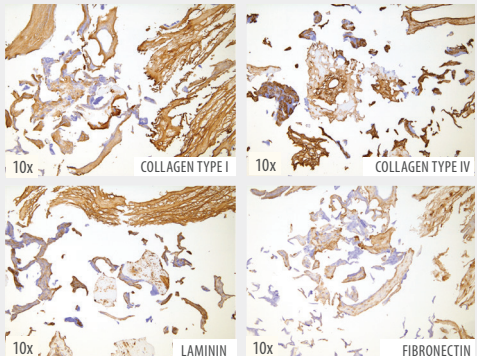 10x
COLLAGEN TYPE I
10x
COLLAGEN TYPE IV
10x
LAMININ
10x
FIBRONECTIN